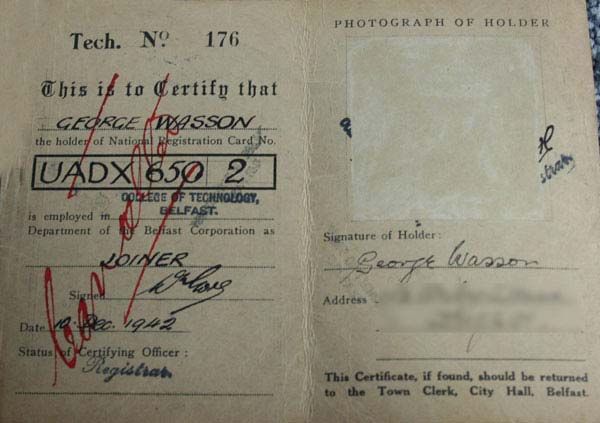 Tech. Nº 176
This is to Certify that
GEORGE WASSON
the holder of National Registration Card No.
UADX 650 2
COLLEGE OF TECHNOLOGY,
BELFAST.
is employed in
Department of the Belfast Corporation as
JOINER
Signed
Date 10 Dec. 1942
Status of Certifying Officer :
Registrar
Cancelled
PHOTOGRAPH OF HOLDER
strar
Signature of Holder :
George Wasson
Address
This Certificate, if found, should be returned
to the Town Clerk, City Hall, Belfast.